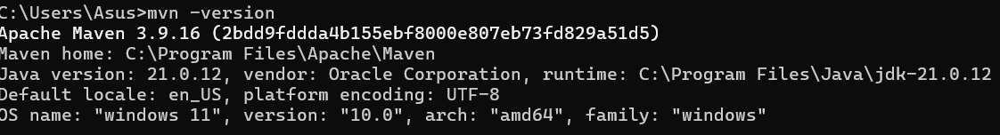 C:\Users\Asus>mvn -version
Apache Maven 3.9.16 (2bdd9fddda4b155ebf8000e807eb73fd829a51d5)
Maven home: C:\Program Files\Apache\Maven
Java version: 21.0.12, vendor: Oracle Corporation, runtime: C:\Program Files\Java\jdk-21.0.12
Default locale: en_US, platform encoding: UTF-8
OS name: "windows 11", version: "10.0", arch: "amd64", family: "windows"